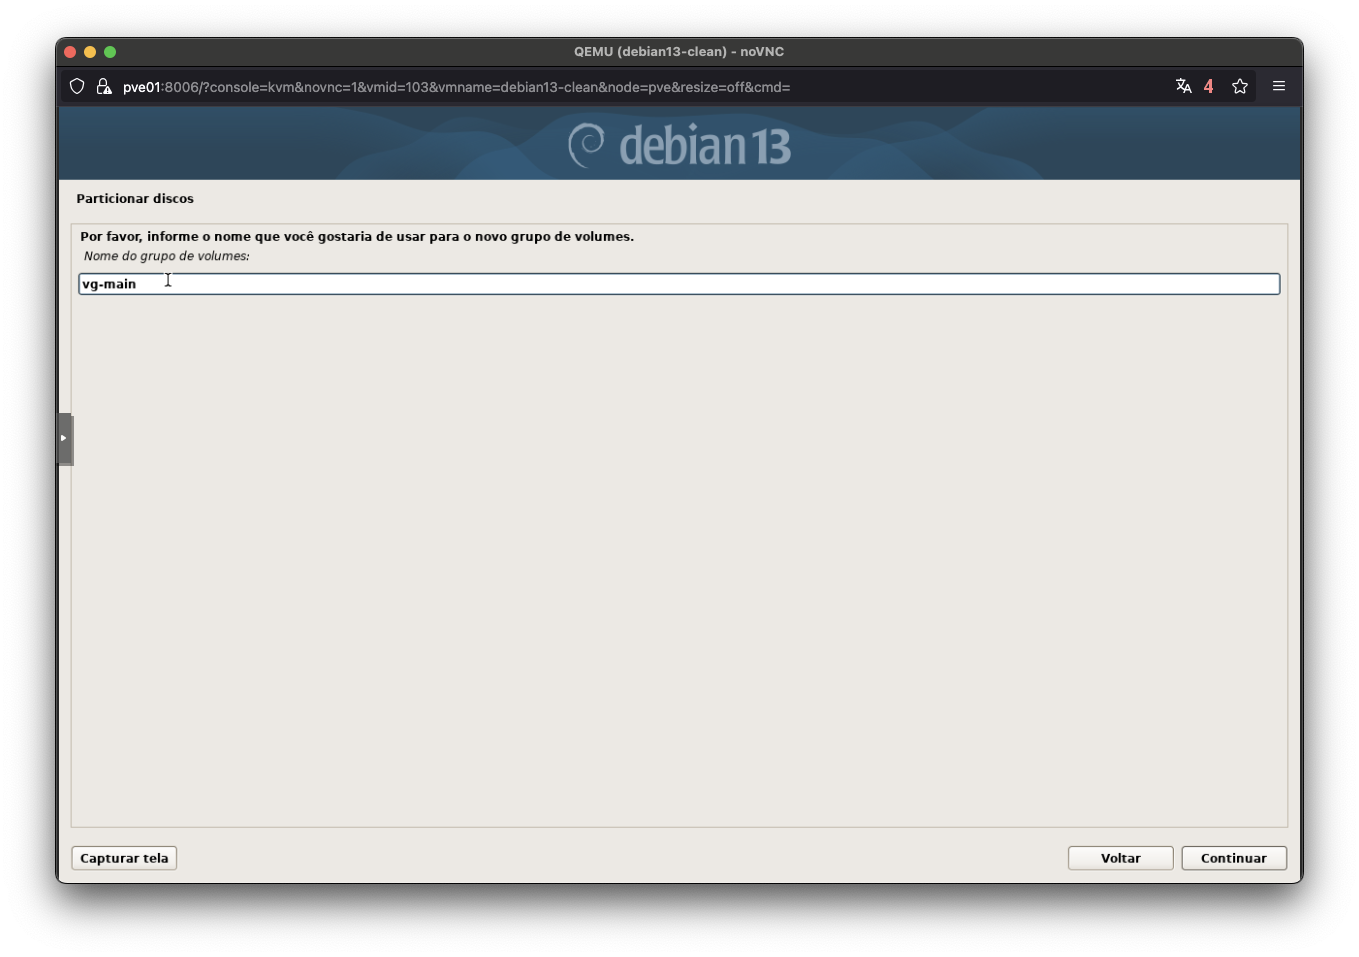 QEMU (debian13-clean) - noVNC
pve01:8006/?console=kvm&novnc=1&vmid=103&vmname=debian13-clean&node=pve&resize=off&cmd=
4
debian 13
Particionar discos
Por favor, informe o nome que você gostaria de usar para o novo grupo de volumes.
Nome do grupo de volumes:
vg-main
Capturar tela
Voltar
Continuar